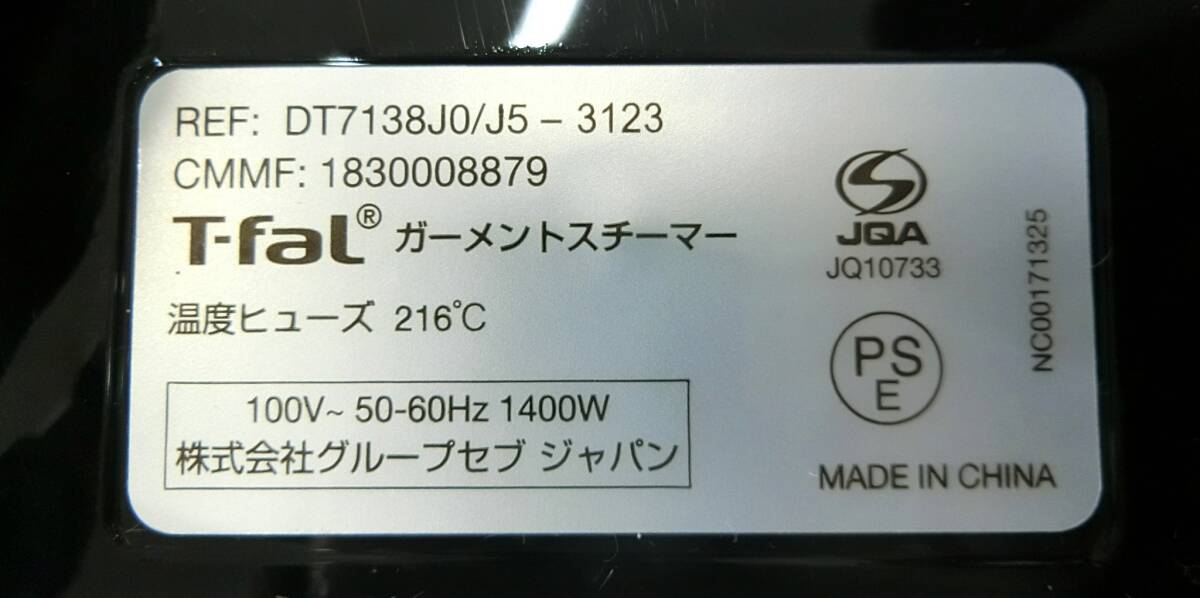 REF: DT7138J0/J5 – 3123
CMMF: 1830008879
T-fal® ガーメントスチーマー
温度ヒューズ 216℃
100V~ 50-60Hz 1400W
株式会社グループセブ ジャパン
JQA
JQ10733
PS
E
MADE IN CHINA
NC00171325